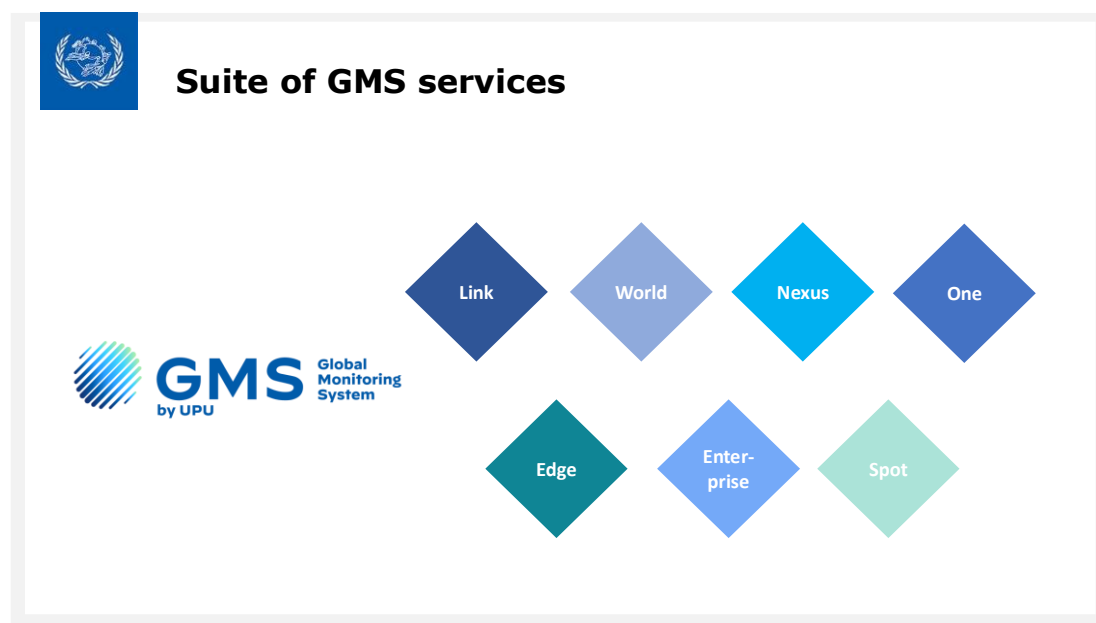 Suite of GMS services
Link
World
Nexus
One
GMS
Global
Monitoring
System
by UPU
Edge
Enter-
prise
Spot